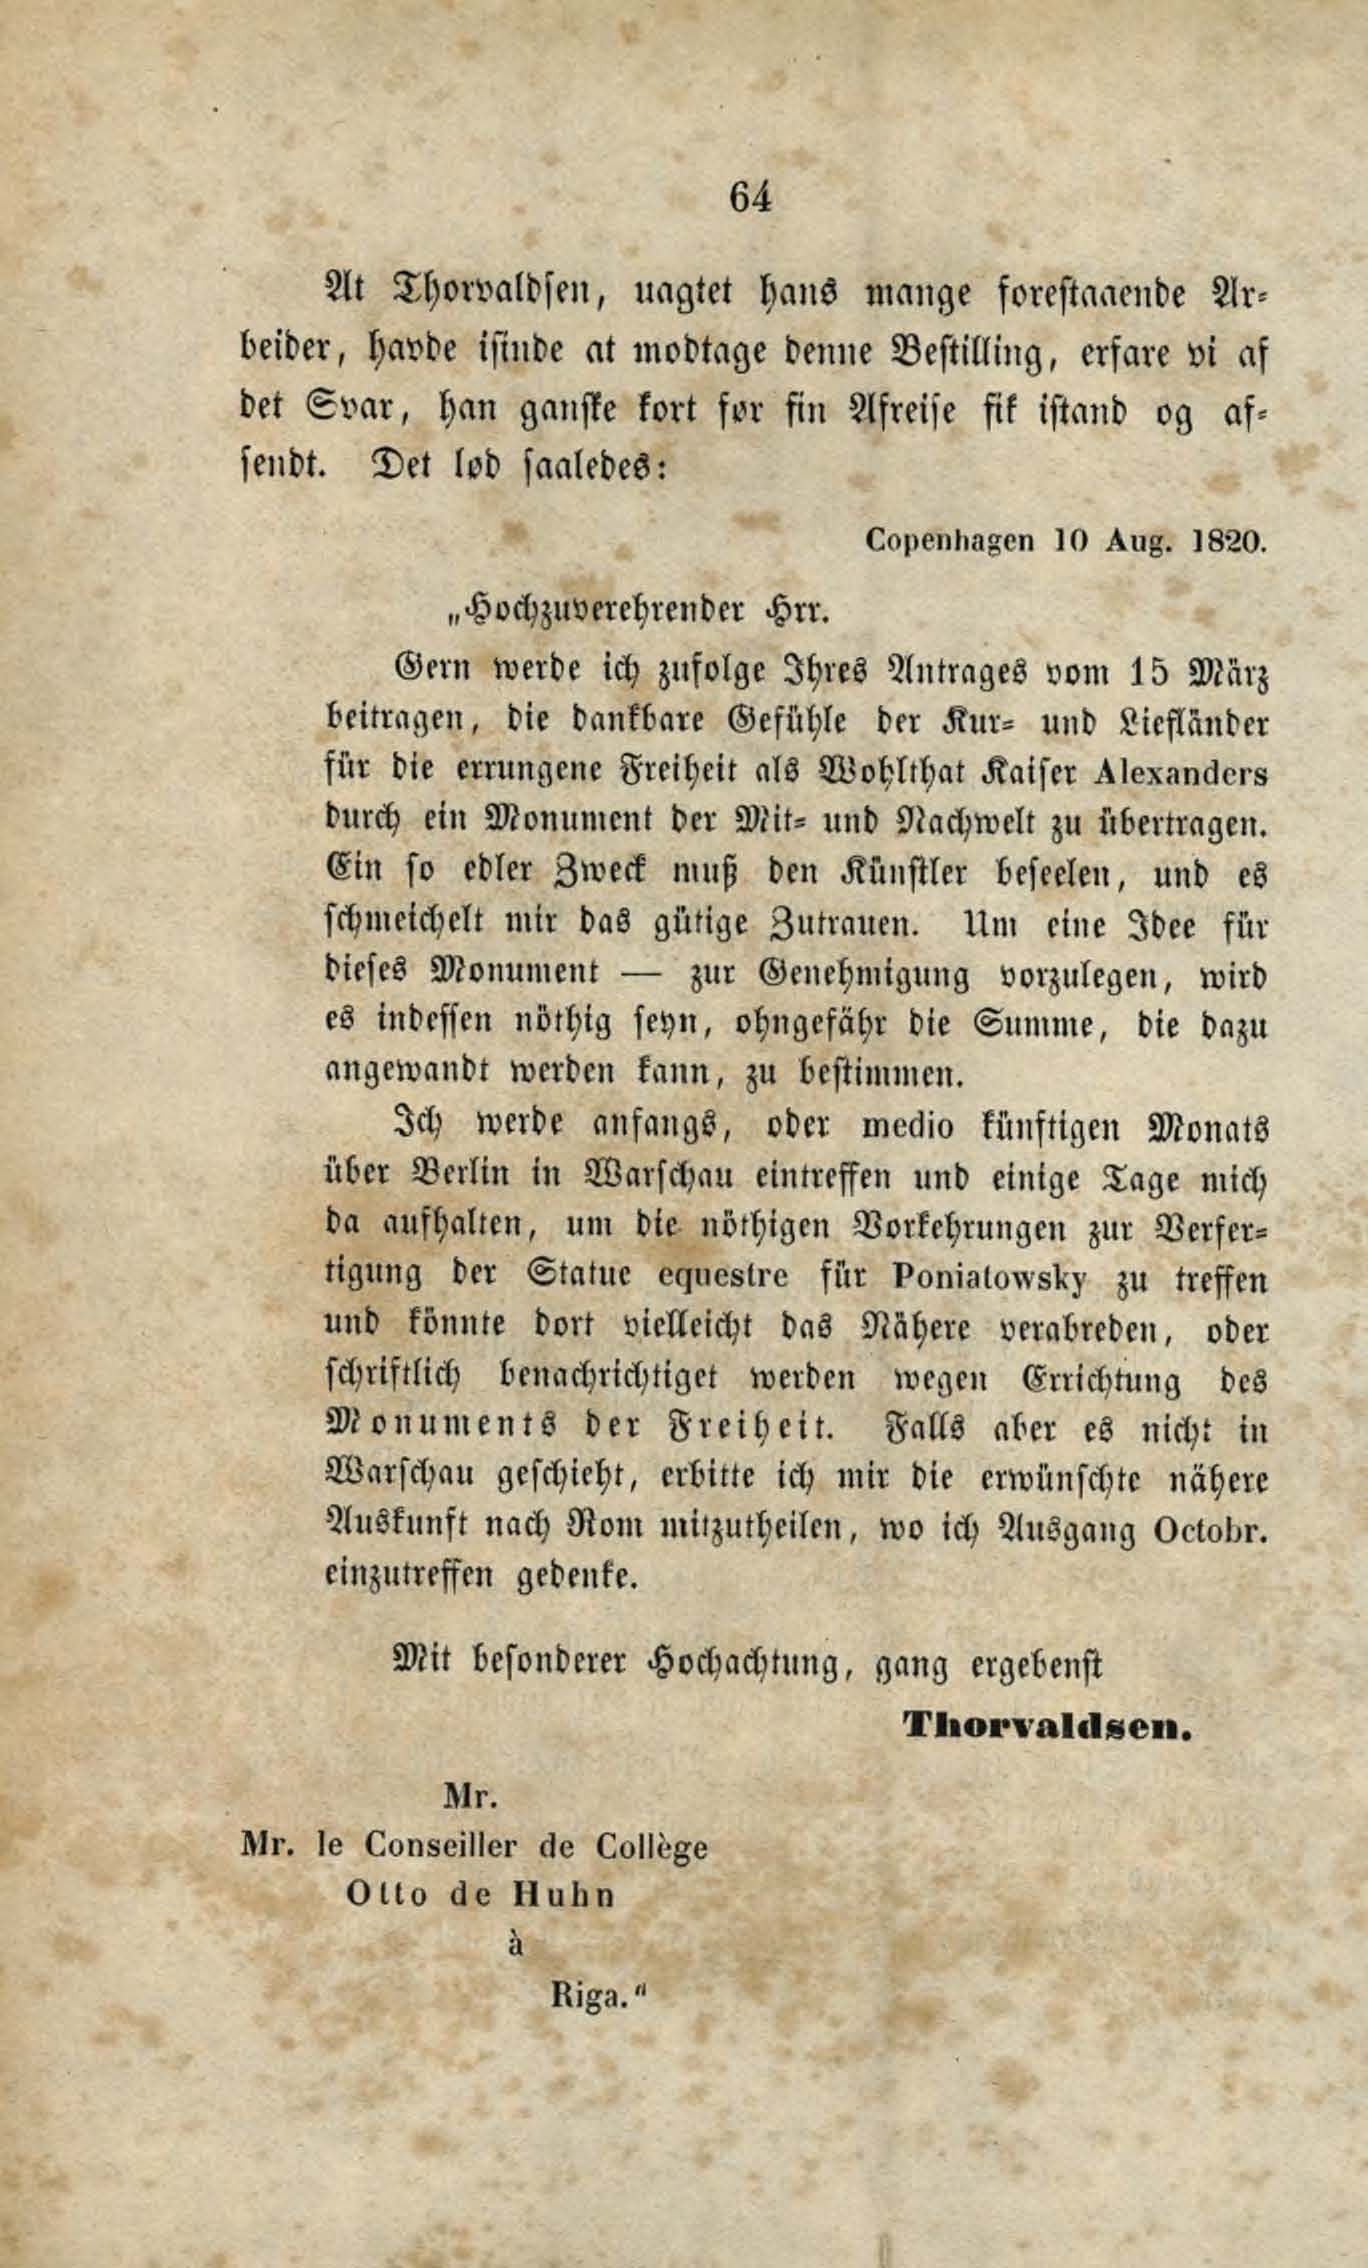 64
At Thorvaldsen, uagtet hans mange forestaaende Ar-
beider, havde isinde at modtage denne Bestilling, erfare vi af
det Svar, han ganske kort før sin Afreise fik istand og af-
sendt. Det lød saaledes:
Copenhagen 10 Aug. 1820.
„Hochzuverehrender Hrr.
Gern werde ich zufolge Ihres Antrages vom 15 März
beitragen, die dankbare Gefühle der Kur- und Liefländer
für die errungene Freiheit als Wohlthat Kaiser Alexanders
durch ein Monument der Mit- und Nachwelt zu übertragen.
Ein so edler Zweck muß den Künstler beseelen, und es
schmeichelt mir das gütige Zutrauen. Um eine Idee für
dieses Monument — zur Genehmigung vorzulegen, wird
es indessen nöthig seyn, ohngefähr die Summe, die dazu
angewandt werden kann, zu bestimmen.
Ich werde anfangs, oder medio künftigen Monats
über Berlin in Warschau eintreffen und einige Tage mich
da aufhalten, um die nöthigen Vorkehrungen zur Verfer-
tigung der Statue equestre für Poniatowsky zu treffen
und könnte dort vielleicht das Nähere verabreden, oder
schriftlich benachrichtiget werden wegen Errichtung des
Monuments der Freiheit. Falls aber es nicht in
Warschau geschieht, erbitte ich mir die erwünschte nähere
Auskunft nach Rom mitzutheilen, wo ich Ausgang Octobr.
einzutreffen gedenke.
Mit besonderer Hochachtung, gang ergebenst
Thorvaldsen.
Mr.
Mr. le Conseiller de Collège
Otto de Huhn
à
Riga."